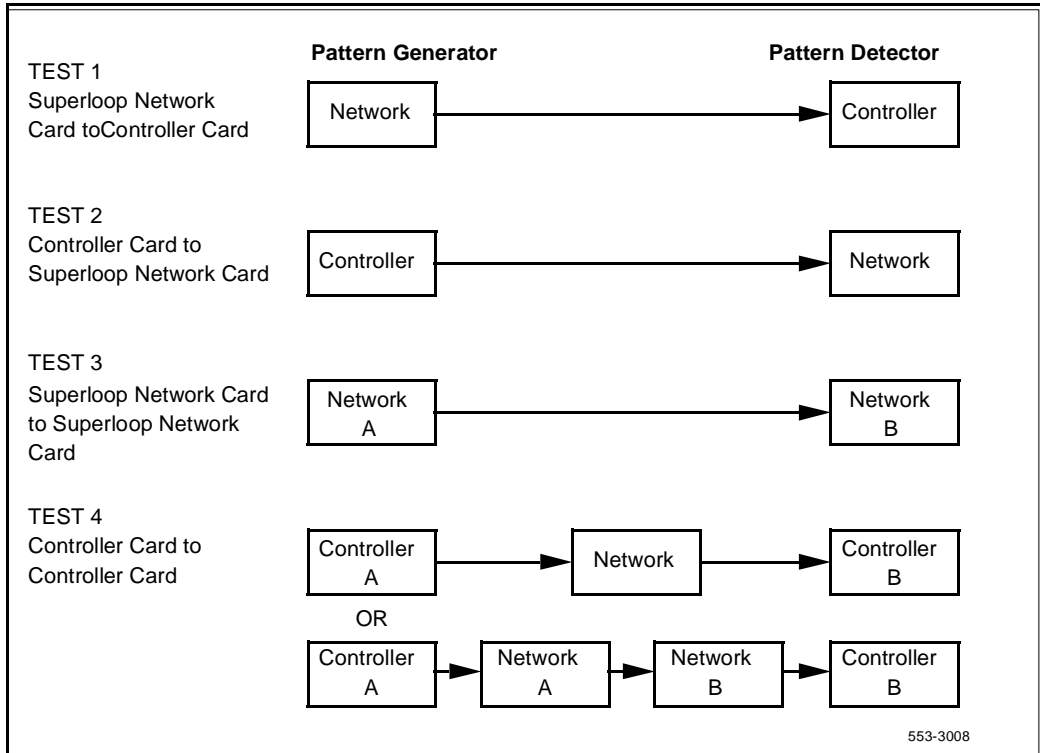 Pattern Generator
Pattern Detector
TEST 1
Superloop Network
Card toController Card
Network
Controller
TEST 2
Controller Card to
Superloop Network Card
Controller
Network
TEST 3
Superloop Network Card
to Superloop Network
Card
Network
A
Network
B
TEST 4
Controller Card to
Controller Card
Controller
A
Network
Controller
B
OR
Controller
A
Network
A
Network
B
Controller
B
553-3008